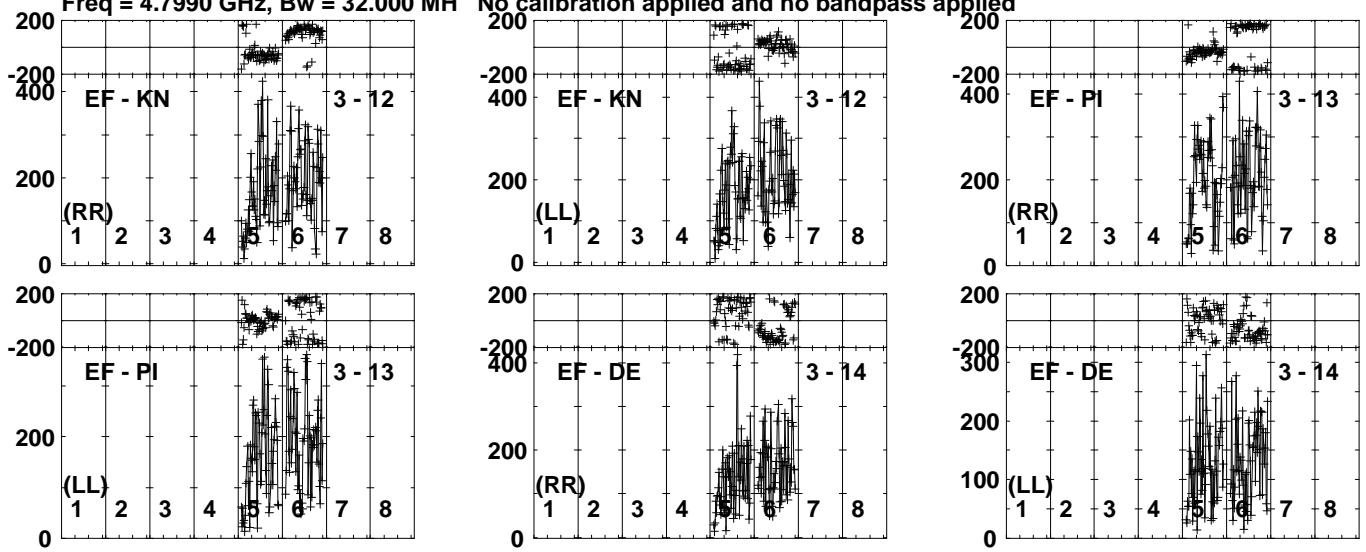 Freq = 4.7990 GHz, Bw = 32.000 MH No calibration applied and no bandpass applied
200
-200
400
200
0
EF - KN 3 - 12
(RR)
1 2 3 4 5 6 7 8
200
-200
400
200
0
EF - KN 3 - 12
(LL)
1 2 3 4 5 6 7 8
200
-200
400
200
0
EF - PI 3 - 13
(RR)
1 2 3 4 5 6 7 8
200
-200
200
0
EF - PI 3 - 13
(LL)
1 2 3 4 5 6 7 8
200
-200
400
200
0
EF - DE 3 - 14
(RR)
1 2 3 4 5 6 7 8
200
-200
300
200
100
0
EF - DE 3 - 14
(LL)
1 2 3 4 5 6 7 8